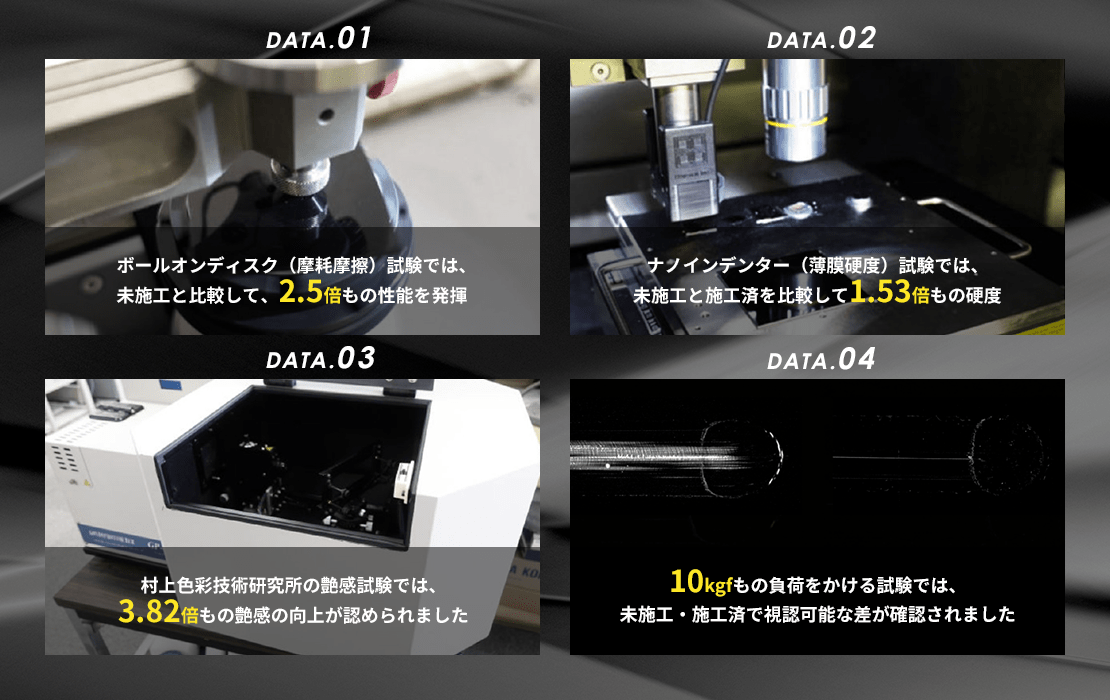 DATA.01
ボールオンディスク（摩耗摩擦）試験では、
未施工と比較して、2.5倍もの性能を発揮
DATA.02
ナノインデンター（薄膜硬度）試験では、
未施工と施工済を比較して1.53倍もの硬度
DATA.03
村上色彩技術研究所の艶感試験では、
3.82倍もの艶感の向上が認められました
DATA.04
10kgfもの負荷をかける試験では、
未施工・施工済で視認可能な差が確認されました